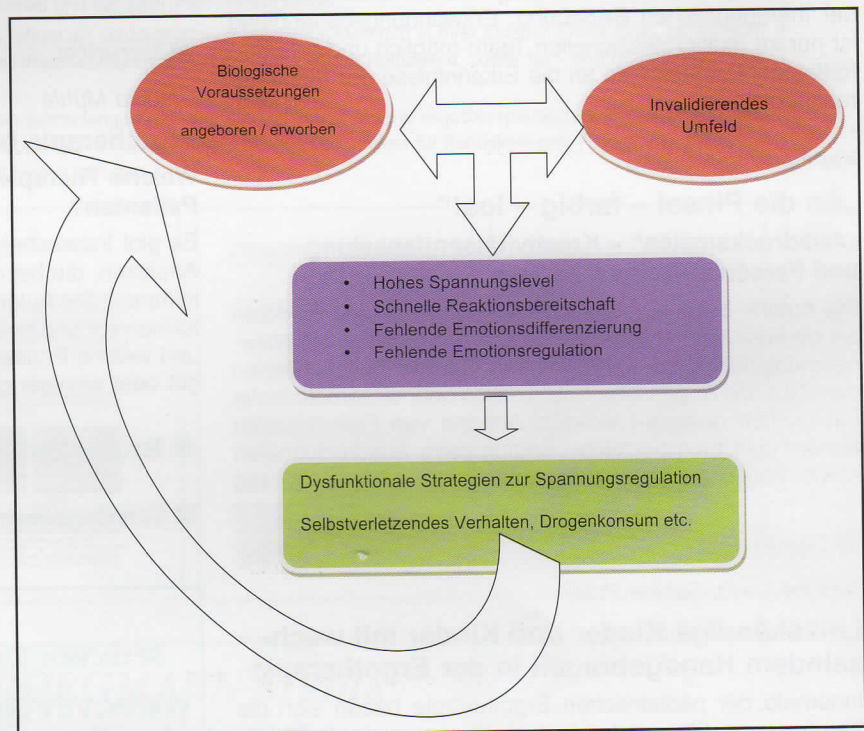 Biologische
Voraussetzungen
angeboren / erworben
Invalidierendes
Umfeld
• Hohes Spannungslevel
• Schnelle Reaktionsbereitschaft
• Fehlende Emotionsdifferenzierung
• Fehlende Emotionsregulation
Dysfunktionale Strategien zur Spannungsregulation
Selbstverletzendes Verhalten, Drogenkonsum etc.